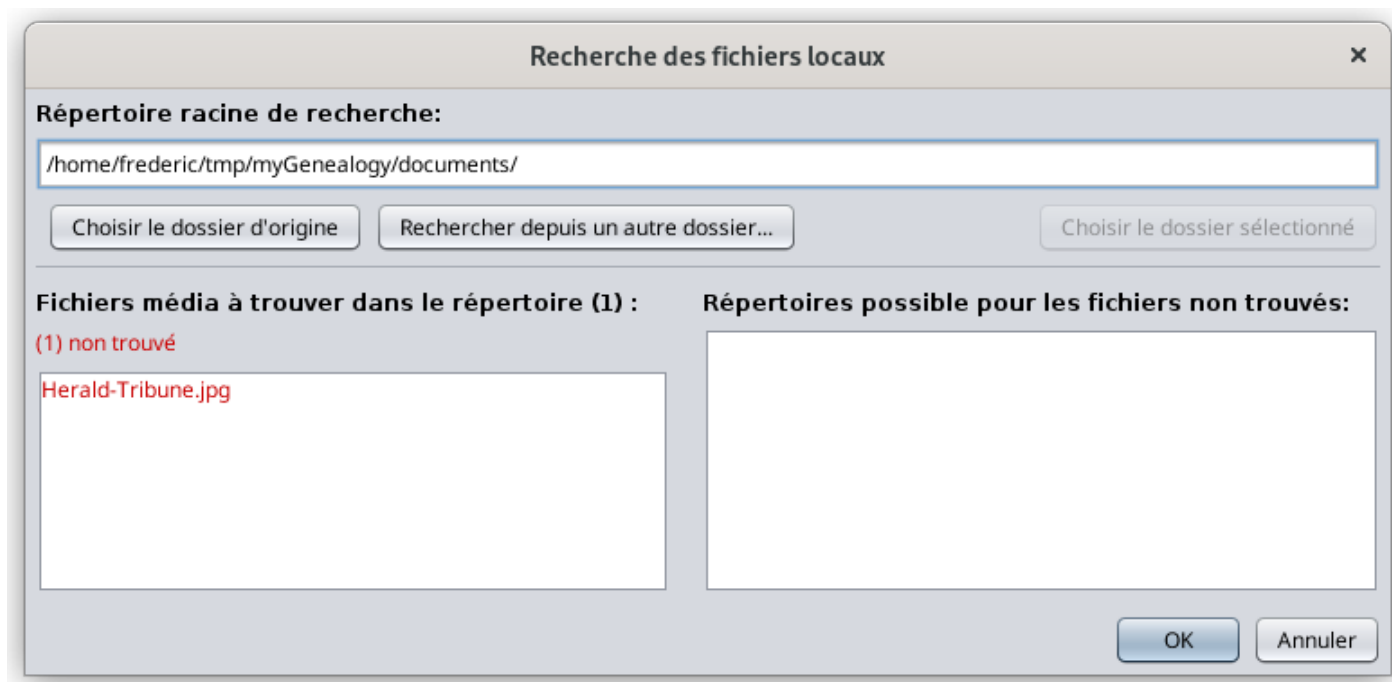 Recherche des fichiers locaux ×
Répertoire racine de recherche:
/home/frederic/tmp/myGenealogy/documents/
Choisir le dossier d'origine Rechercher depuis un autre dossier... Choisir le dossier sélectionné
Fichiers média à trouver dans le répertoire (1) :
(1) non trouvé
Herald-Tribune.jpg
Répertoires possible pour les fichiers non trouvés:
OK Annuler